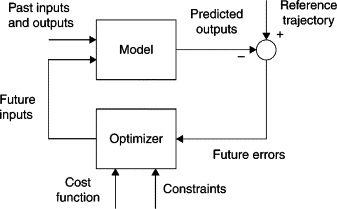 Past inputs
and outputs
Predicted
outputs
Reference
trajectory
+
Model
−
Future
inputs
Optimizer
Future errors
Cost
function
Constraints